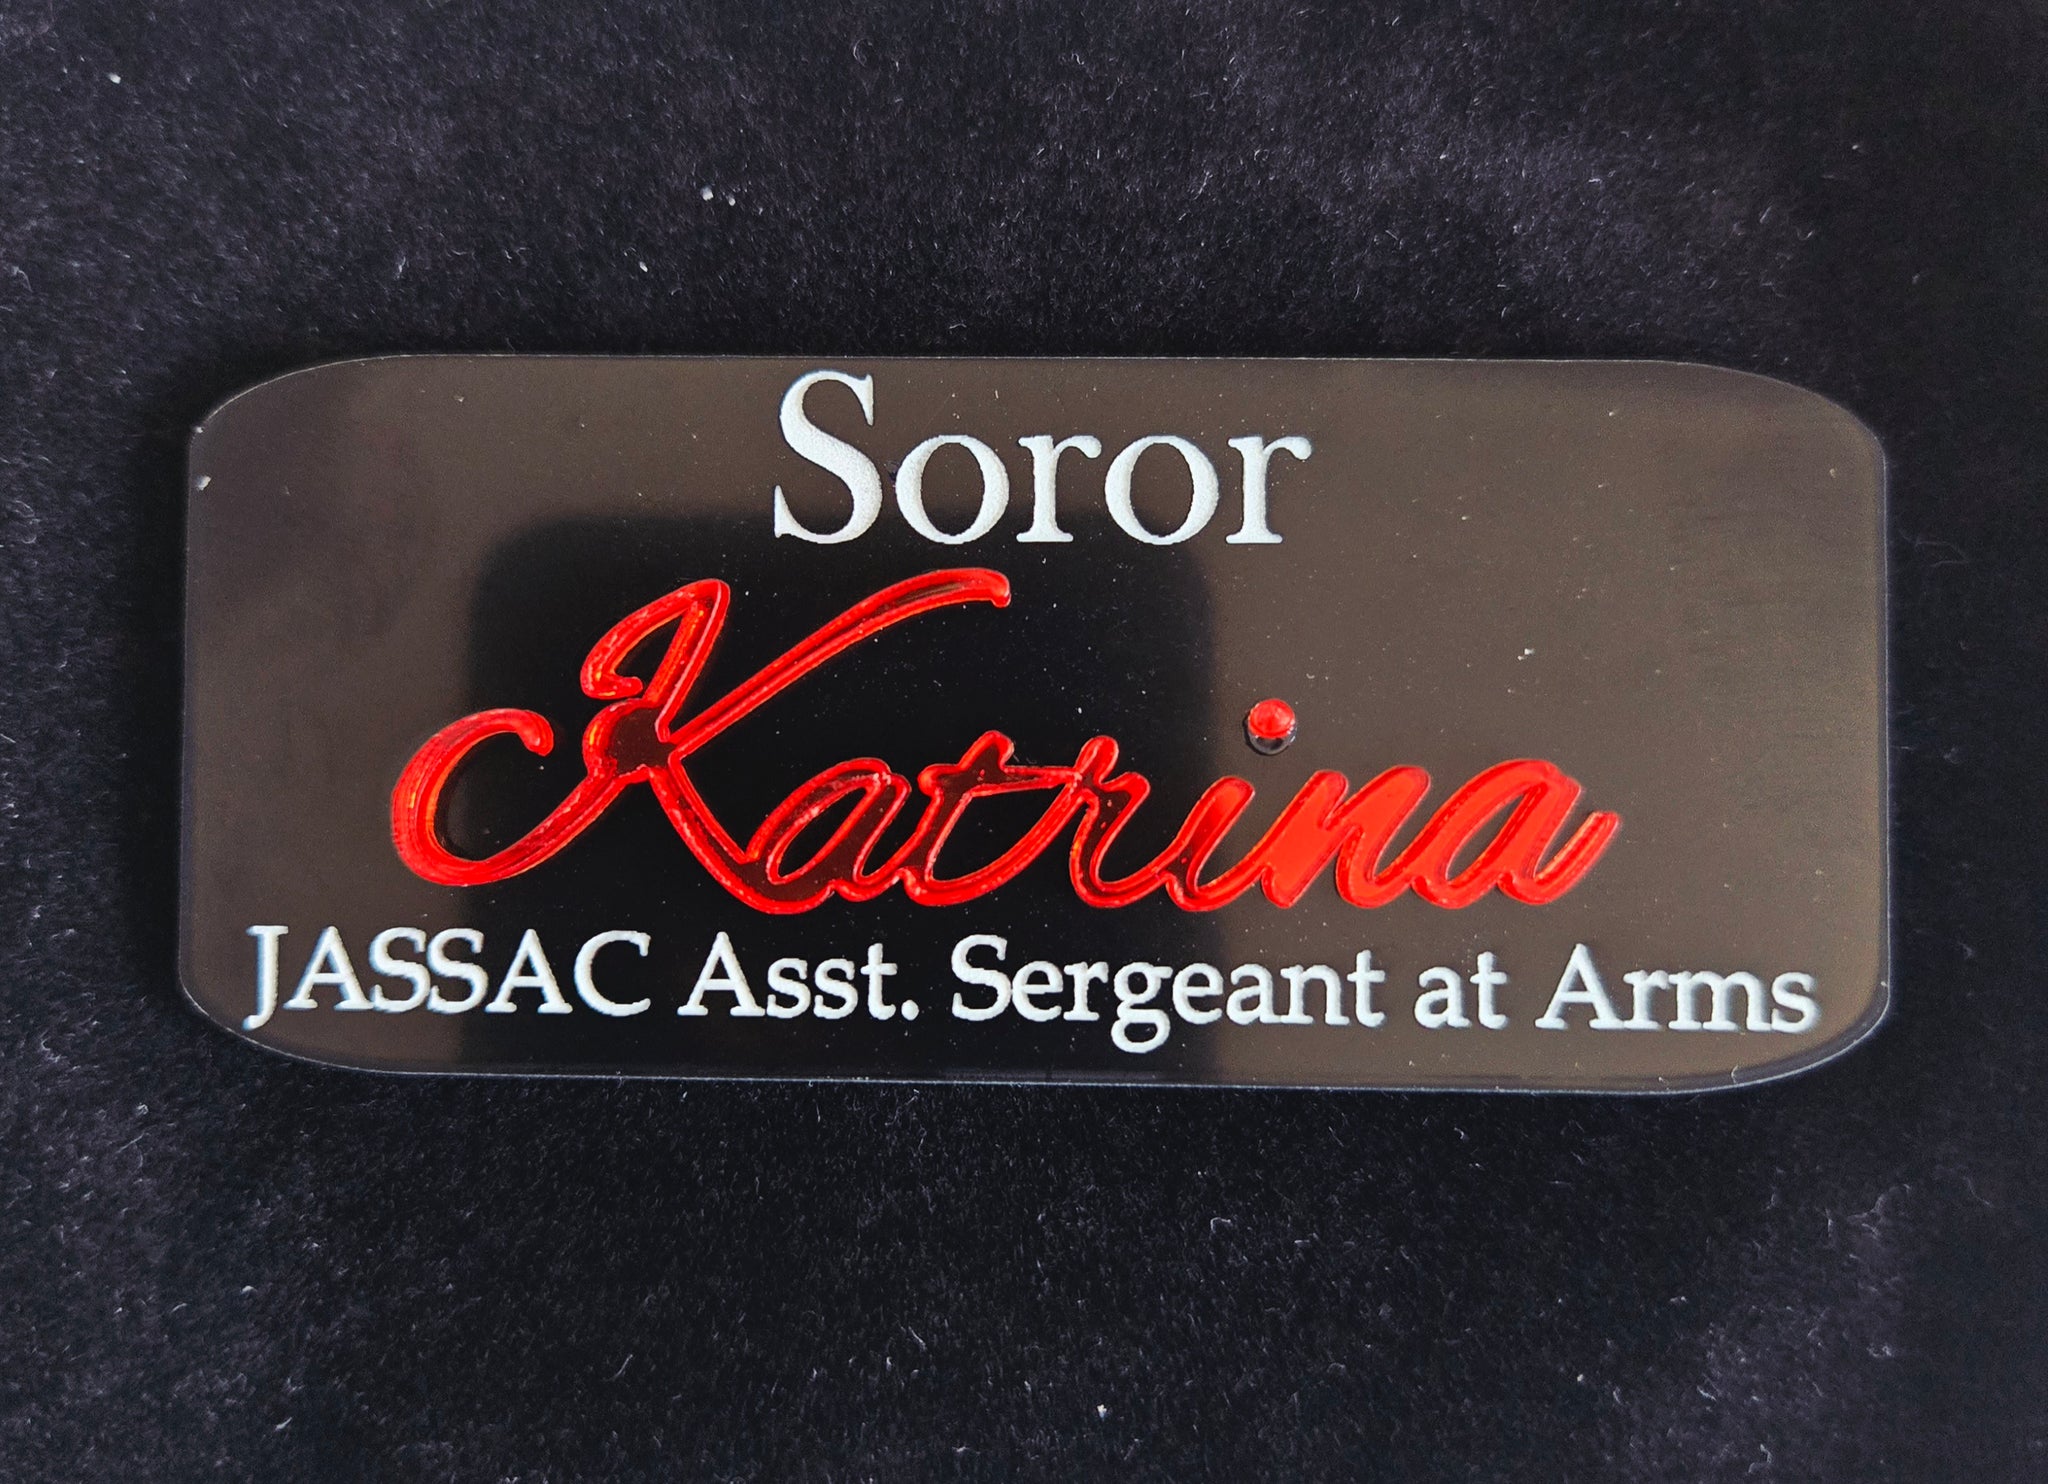 Soror
Katrina
JASSAC Asst. Sergeant at Arms